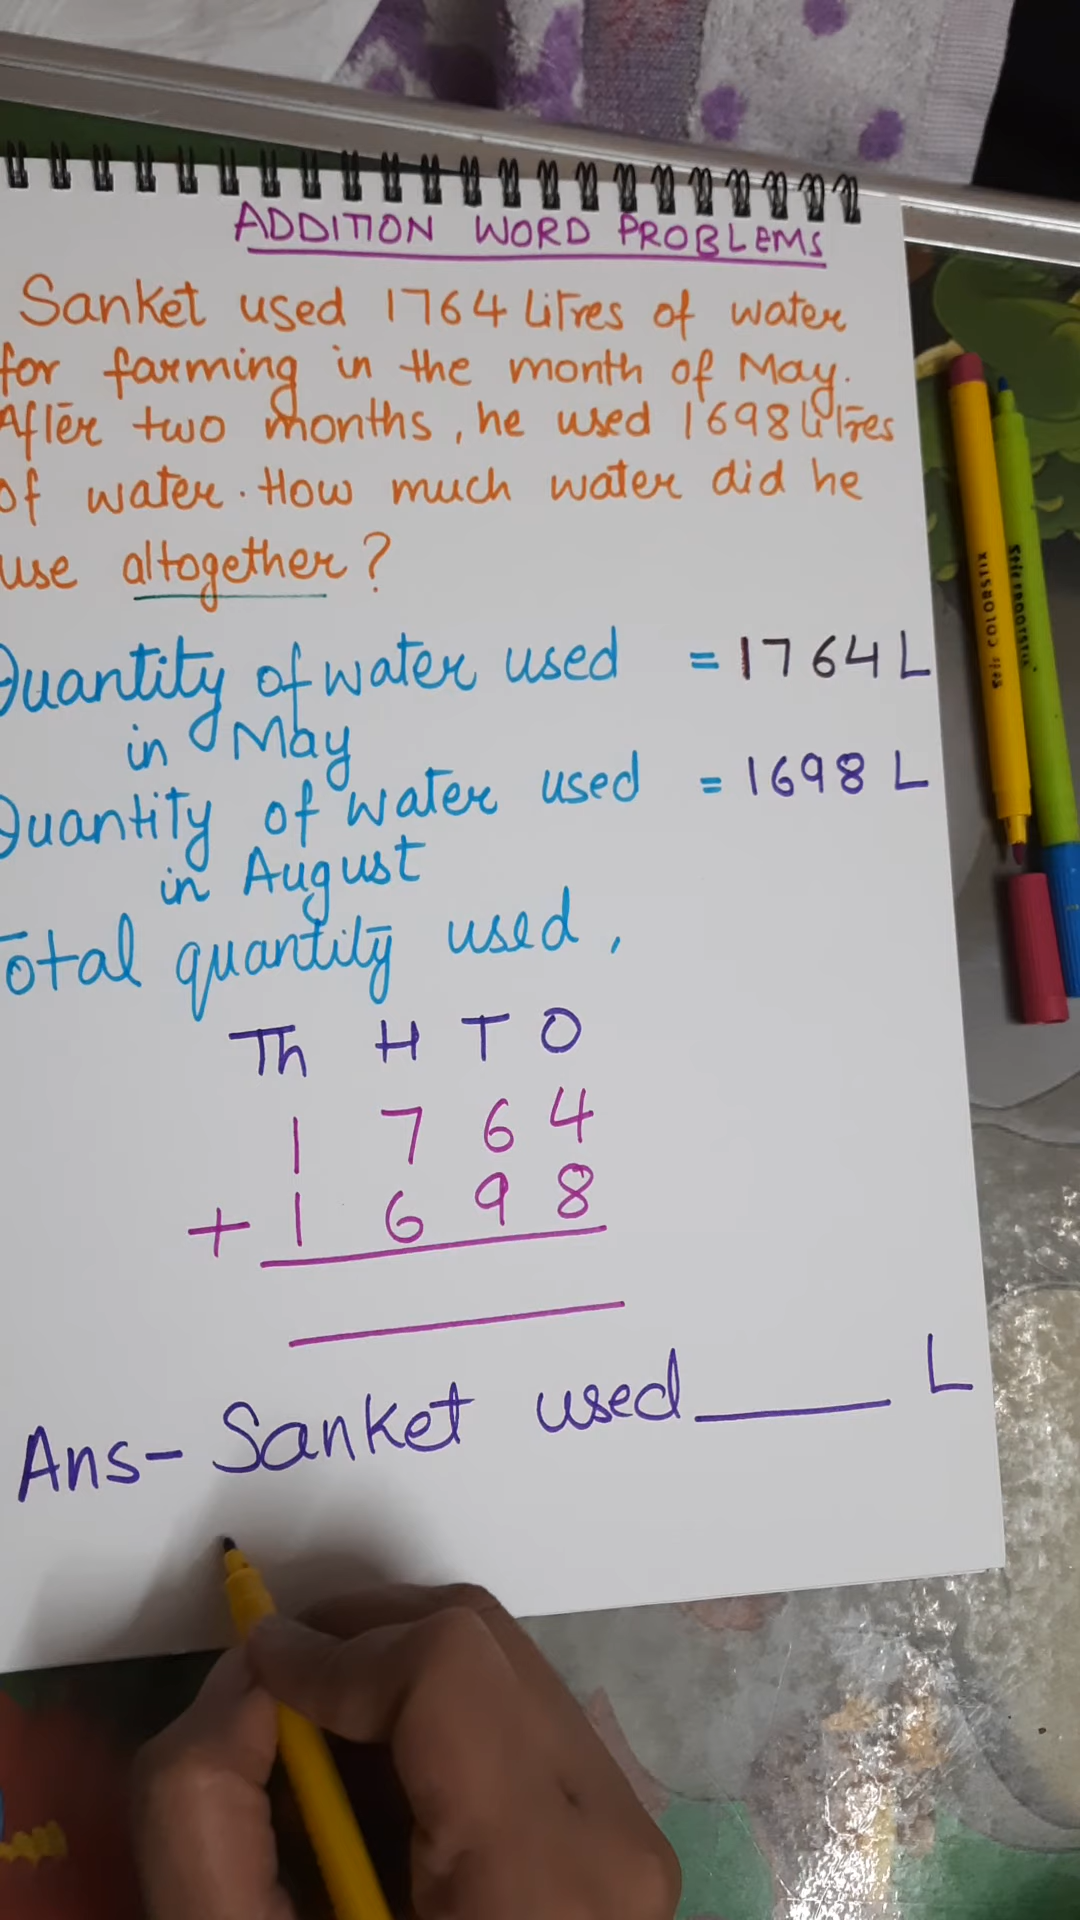 ADDITION WORD PROBLEMS
Sanket used 1764 Litres of water
for farming in the month of May.
After two months, he used 1698 Litres
of water. How much water did he
use altogether?
Quantity of water used = 1764 L
in May
Quantity of water used = 1698 L
in August
Total quantity used,
Th H T O
1 7 6 4
+ 1 6 9 8
Ans- Sanket used ____ L
COLORSTIX